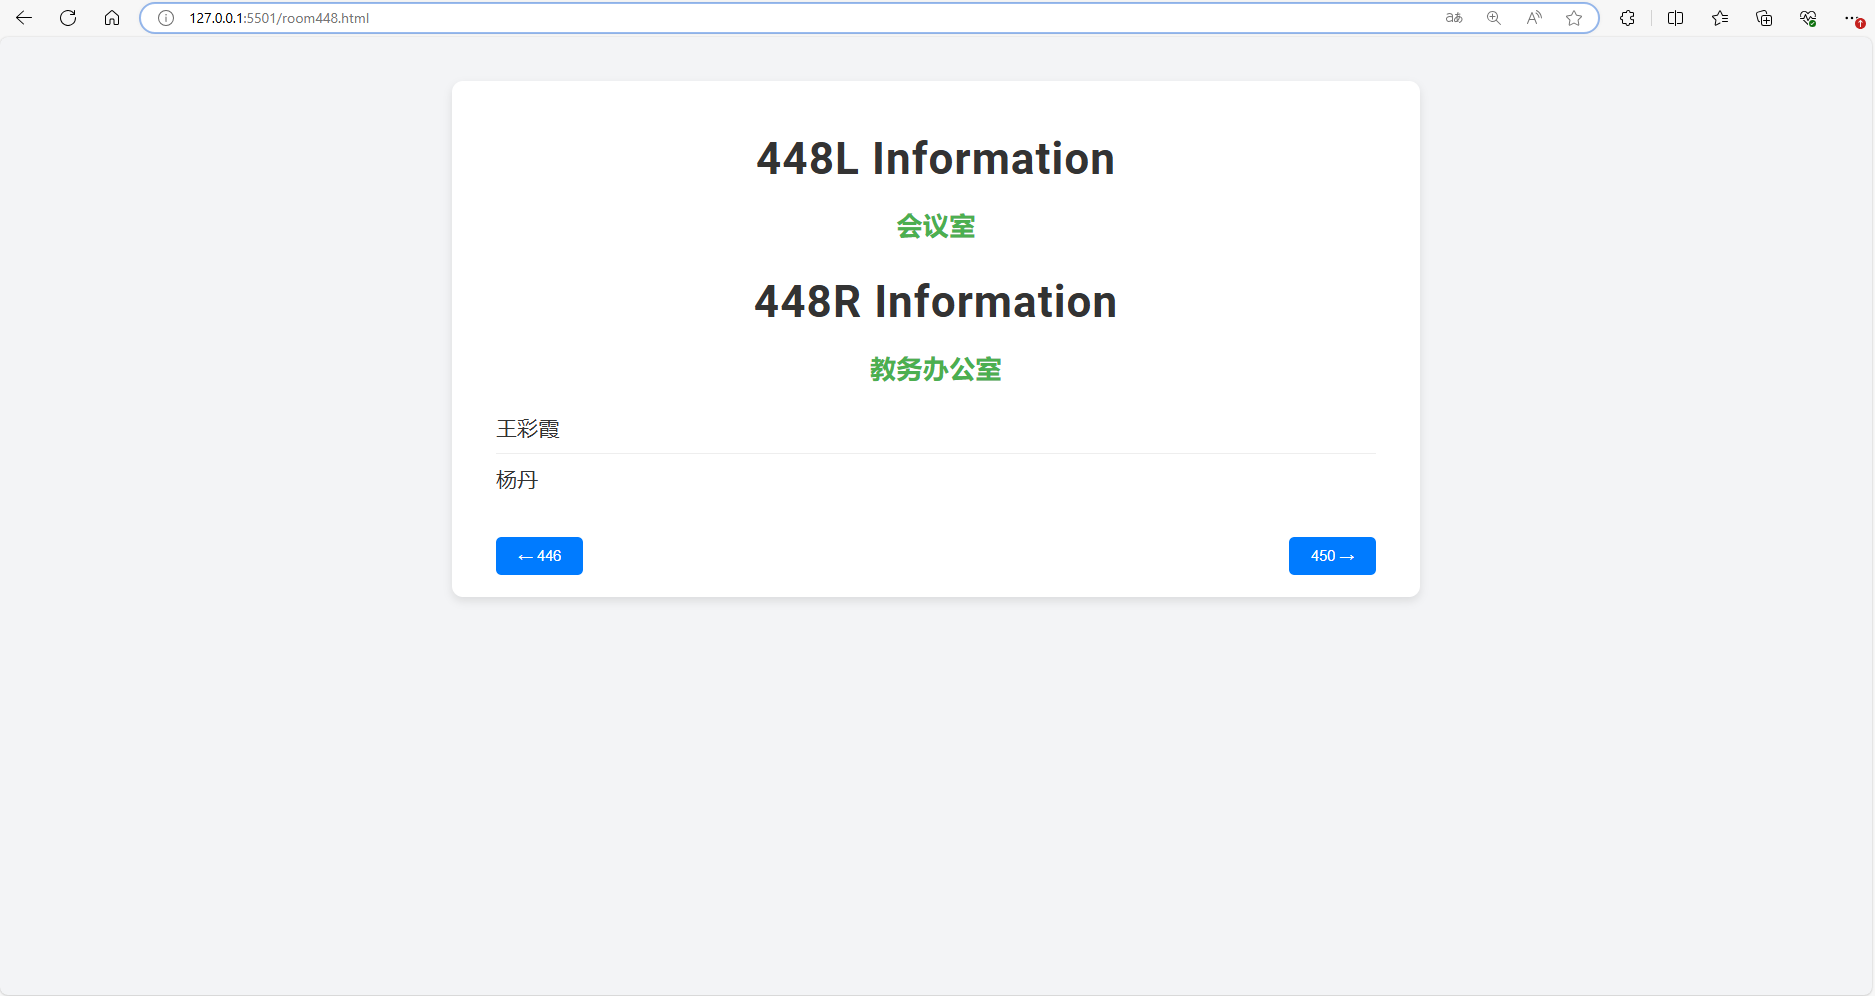 127.0.0.1:5501/room448.html
448L Information
会议室
448R Information
教务办公室
王彩霞
杨丹
← 446
450 →